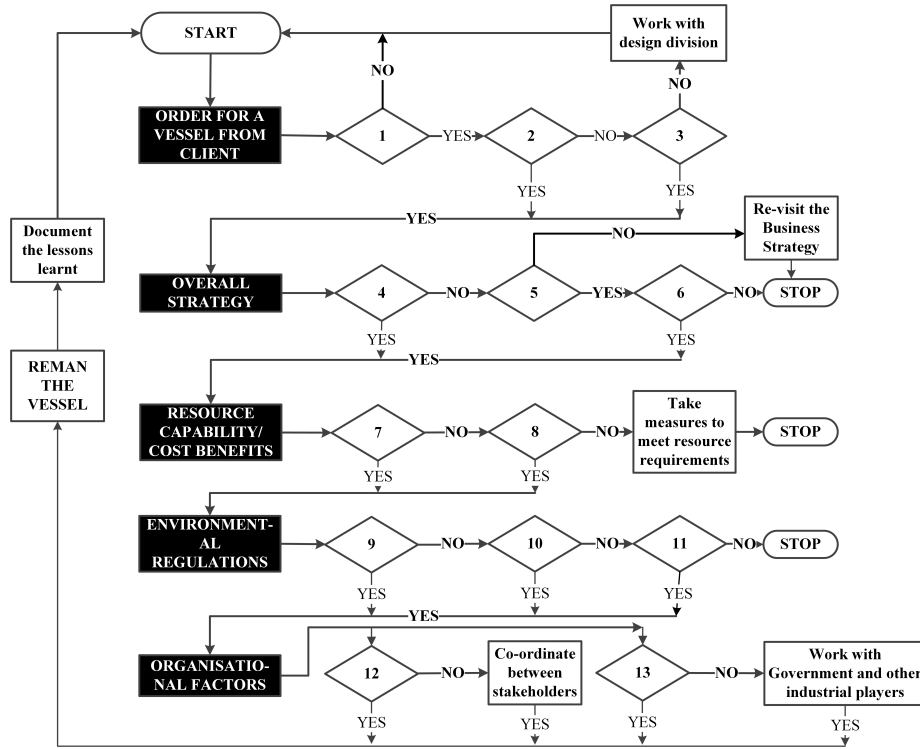 START
Work with
design division
NO
NO
ORDER FOR A
VESSEL FROM
CLIENT
1
YES
2
NO
3
YES
YES
YES
Document
the lessons
learnt
Re-visit the
Business
Strategy
NO
OVERALL
STRATEGY
4
NO
5
YES
6
NO
STOP
YES
YES
YES
REMAN
THE
VESSEL
RESOURCE
CAPABILITY/
COST BENEFITS
7
NO
8
NO
Take
measures to
meet resource
requirements
STOP
YES
YES
ENVIRONMENT-
AL
REGULATIONS
9
NO
10
NO
11
NO
STOP
YES
YES
YES
YES
ORGANISATIO-
NAL FACTORS
12
NO
Co-ordinate
between
stakeholders
13
NO
Work with
Government and other
industrial players
YES
YES
YES
YES